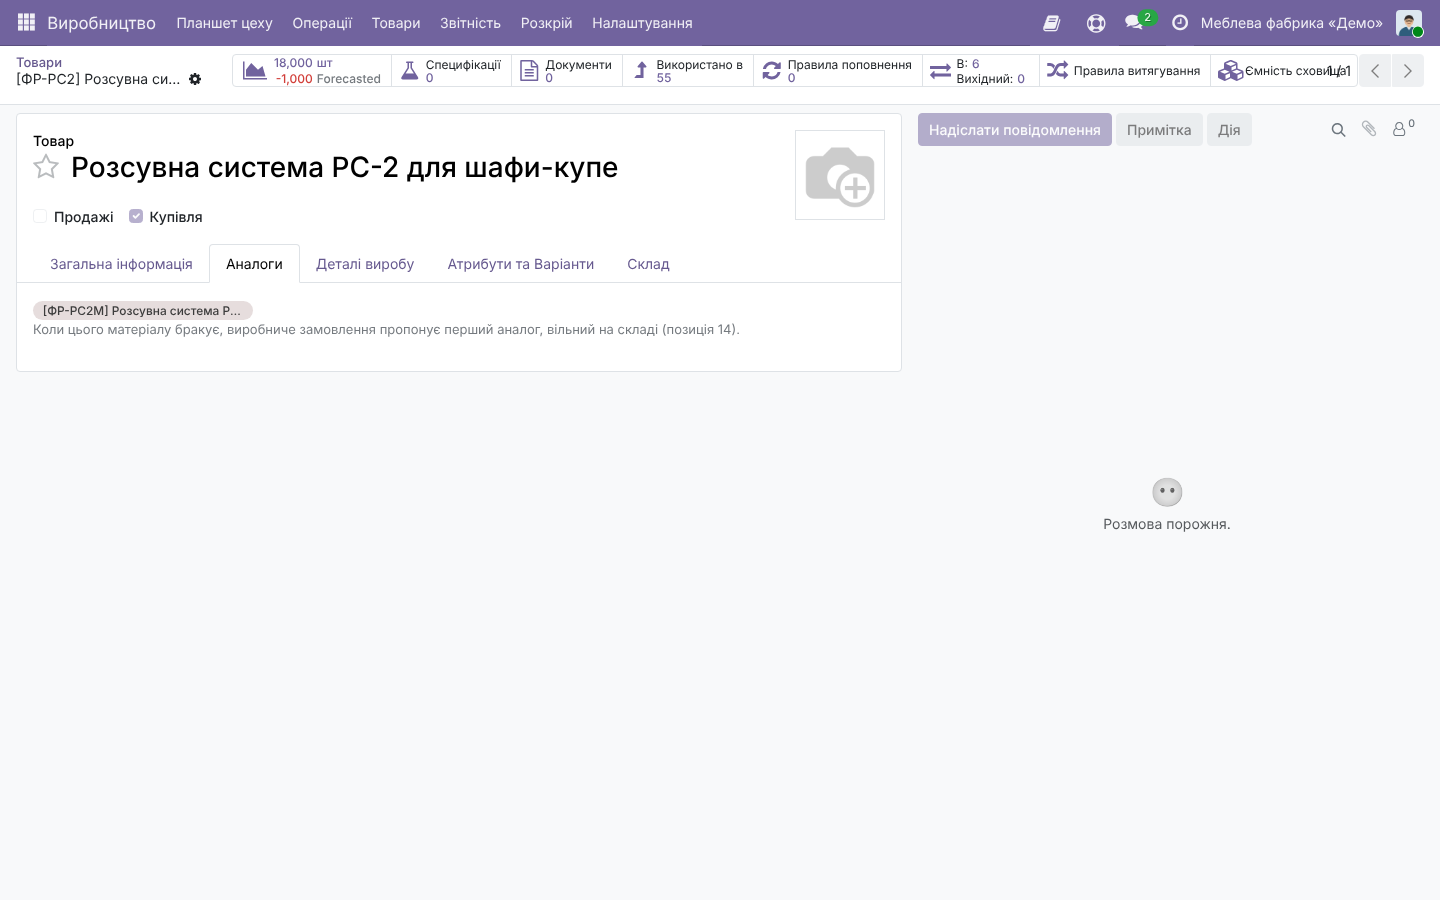 Виробництво
Планшет цеху
Операції
Товари
Звітність
Розкрій
Налаштування
2
Меблева фабрика «Демо»
Товари
[ФР-РС2] Розсувна си...
18,000 шт
-1,000 Forecasted
Специфікації
0
Документи
0
Використано в
55
Правила поповнення
0
В: 6
Вихідний: 0
Правила витягування
Ємність сховища
1 / 1
Товар
Розсувна система РС-2 для шафи-купе
Продажі
Купівля
Загальна інформація
Аналоги
Деталі виробу
Атрибути та Варіанти
Склад
[ФР-РС2М] Розсувна система Р...
Коли цього матеріалу бракує, виробниче замовлення пропонує перший аналог, вільний на складі (позиція 14).
Надіслати повідомлення
Примітка
Дія
0
Розмова порожня.